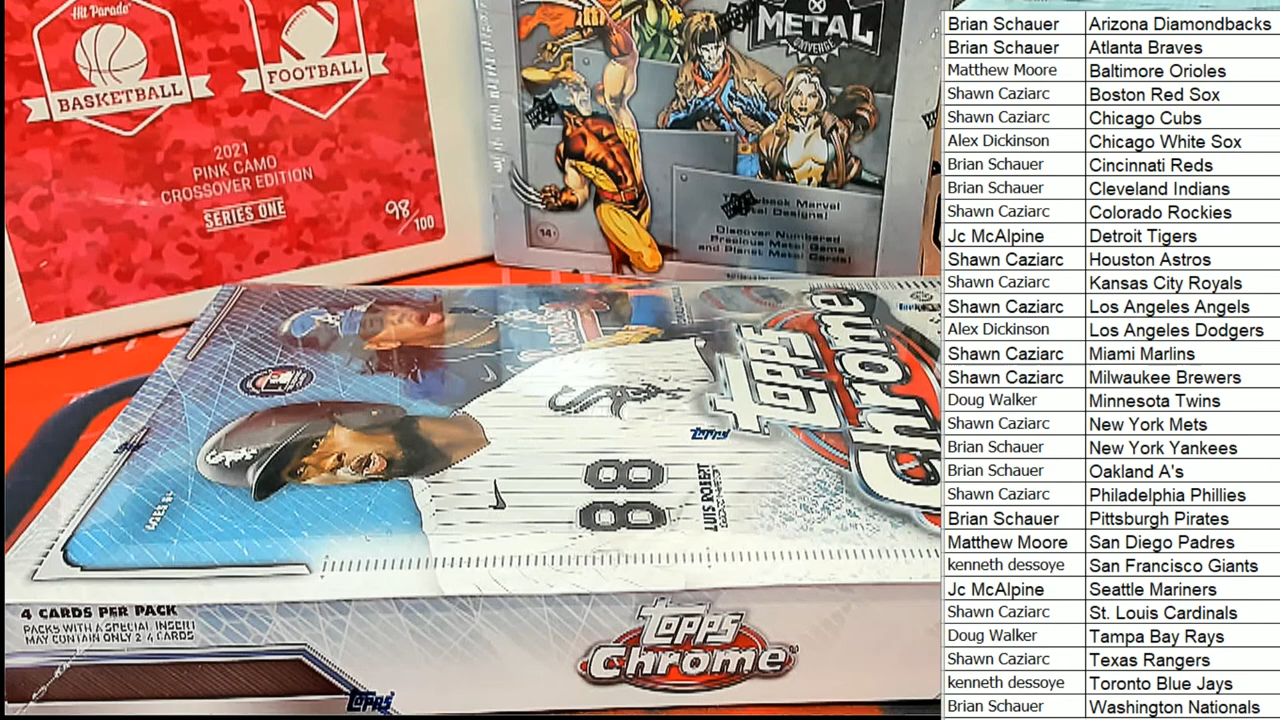 Hit Parade
BASKETBALL
FOOTBALL
2021
PINK CAMO
CROSSOVER EDITION
SERIES ONE
98/100
METAL
UNIVERSE
14+
Marvel
Designs!
Discover Numbered
Precious Metal Gems
and Planet Metal Cards!
topps
Chrome
topps
Sox
88
LUIS ROBERT
4 CARDS PER PACK
PACKS WITH A SPECIAL INSERT
MAY CONTAIN ONLY 2-4 CARDS
topps
Chrome
topps
Brian Schauer Arizona Diamondbacks
Brian Schauer Atlanta Braves
Matthew Moore Baltimore Orioles
Shawn Caziarc Boston Red Sox
Shawn Caziarc Chicago Cubs
Alex Dickinson Chicago White Sox
Brian Schauer Cincinnati Reds
Brian Schauer Cleveland Indians
Shawn Caziarc Colorado Rockies
Jc McAlpine Detroit Tigers
Shawn Caziarc Houston Astros
Shawn Caziarc Kansas City Royals
Shawn Caziarc Los Angeles Angels
Alex Dickinson Los Angeles Dodgers
Shawn Caziarc Miami Marlins
Shawn Caziarc Milwaukee Brewers
Doug Walker Minnesota Twins
Shawn Caziarc New York Mets
Brian Schauer New York Yankees
Brian Schauer Oakland A's
Shawn Caziarc Philadelphia Phillies
Brian Schauer Pittsburgh Pirates
Matthew Moore San Diego Padres
kenneth dessoye San Francisco Giants
Jc McAlpine Seattle Mariners
Shawn Caziarc St. Louis Cardinals
Doug Walker Tampa Bay Rays
Shawn Caziarc Texas Rangers
kenneth dessoye Toronto Blue Jays
Brian Schauer Washington Nationals